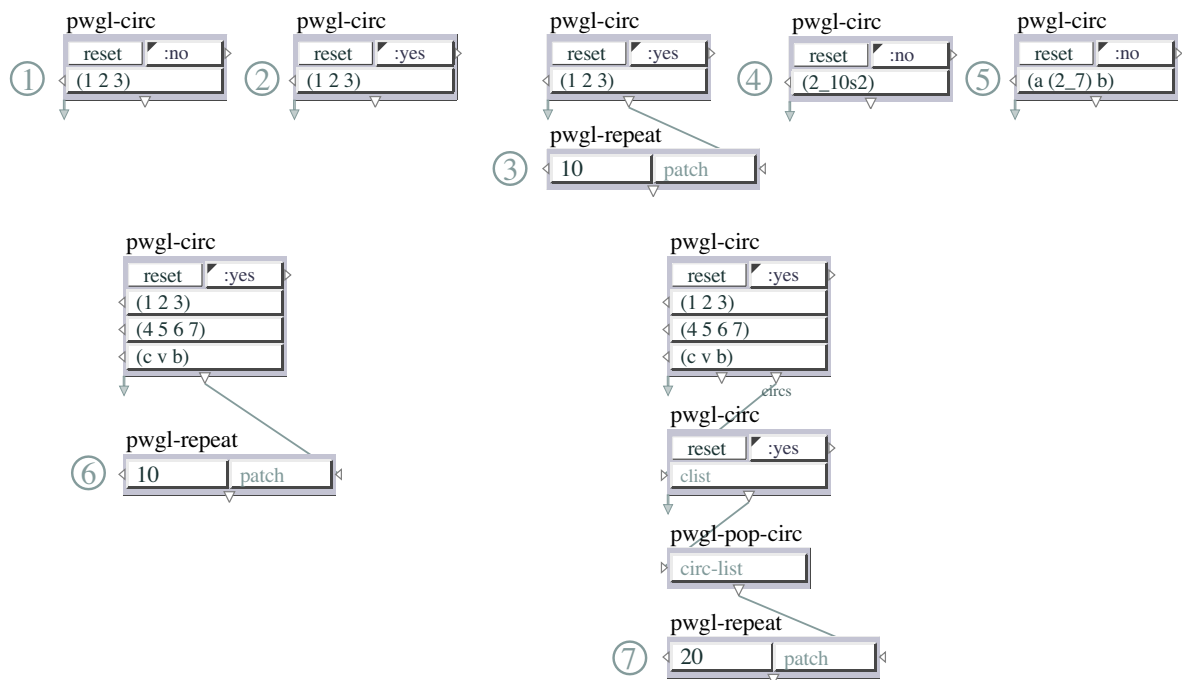 pwgl-circ
reset :no
(1 2 3)
1
pwgl-circ
reset :yes
(1 2 3)
2
pwgl-circ
reset :yes
(1 2 3)
pwgl-repeat
10 patch
3
pwgl-circ
reset :no
(2_10s2)
4
pwgl-circ
reset :no
(a (2_7) b)
5
pwgl-circ
reset :yes
(1 2 3)
(4 5 6 7)
(c v b)
pwgl-repeat
10 patch
6
pwgl-circ
reset :yes
(1 2 3)
(4 5 6 7)
(c v b)
circs
pwgl-circ
reset :yes
clist
pwgl-pop-circ
circ-list
pwgl-repeat
20 patch
7